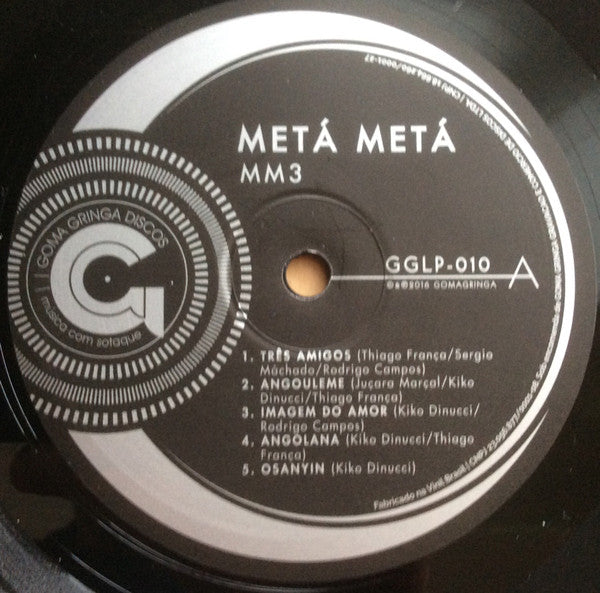 METÁ METÁ
MM3
GOMA GRINGA DISCOS
música com sotaque
GGLP-010 A
℗&©2016 GOMAGRINGA
1. TRÊS AMIGOS (Thiago França/Sergio
Máchado/Rodrigo Campos)
2. ANGOULEME (Juçara Marçal/Kiko
Dinucci/Thiago França)
3. IMAGEM DO AMOR (Kiko Dinucci/
Rodrigo Campos)
4. ANGOLANA (Kiko Dinucci/Thiago
França)
5. OSANYIN (Kiko Dinucci)
Fabricado na Vinil Brasil | CNPJ